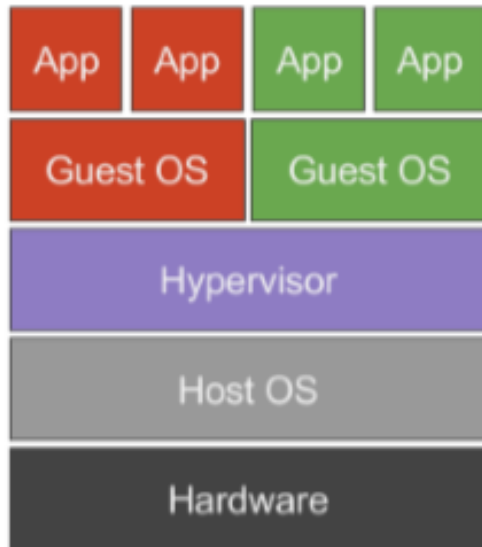 App App App App
Guest OS Guest OS
Hypervisor
Host OS
Hardware